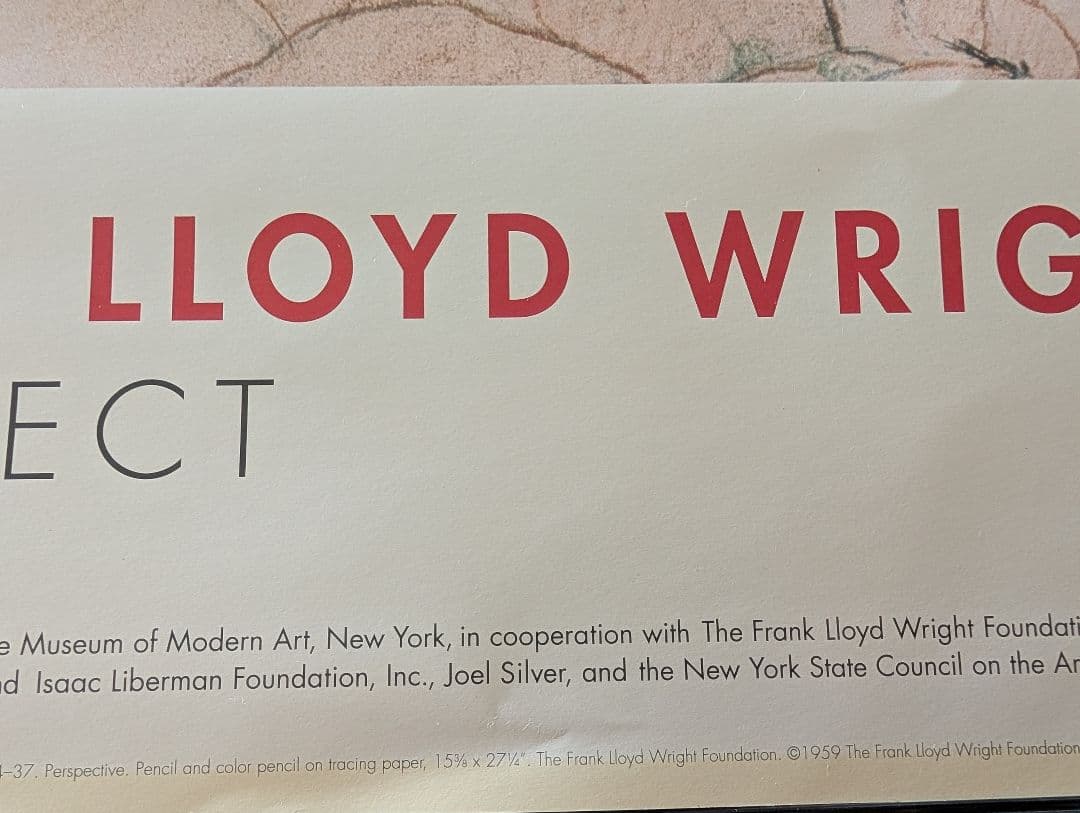 LLOYD WRIG
ECT
e Museum of Modern Art, New York, in cooperation with The Frank Lloyd Wright Foundati
nd Isaac Liberman Foundation, Inc., Joel Silver, and the New York State Council on the Ar
–37. Perspective. Pencil and color pencil on tracing paper, 15⅜ x 27¼". The Frank Lloyd Wright Foundation. ©1959 The Frank Lloyd Wright Foundation